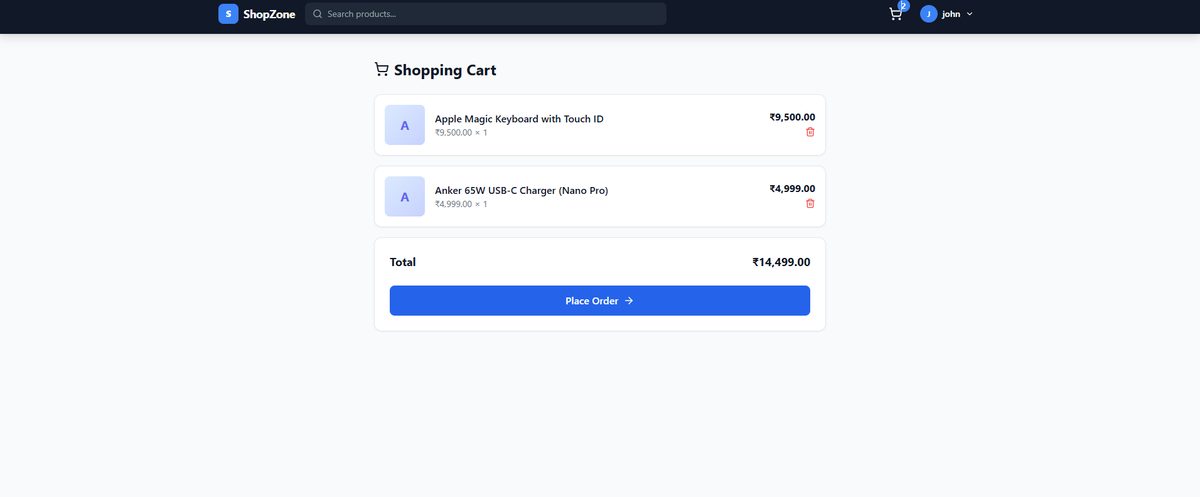 S ShopZone Search products... 2 J john
Shopping Cart
A Apple Magic Keyboard with Touch ID ₹9,500.00
₹9,500.00 × 1
A Anker 65W USB-C Charger (Nano Pro) ₹4,999.00
₹4,999.00 × 1
Total ₹14,499.00
Place Order →